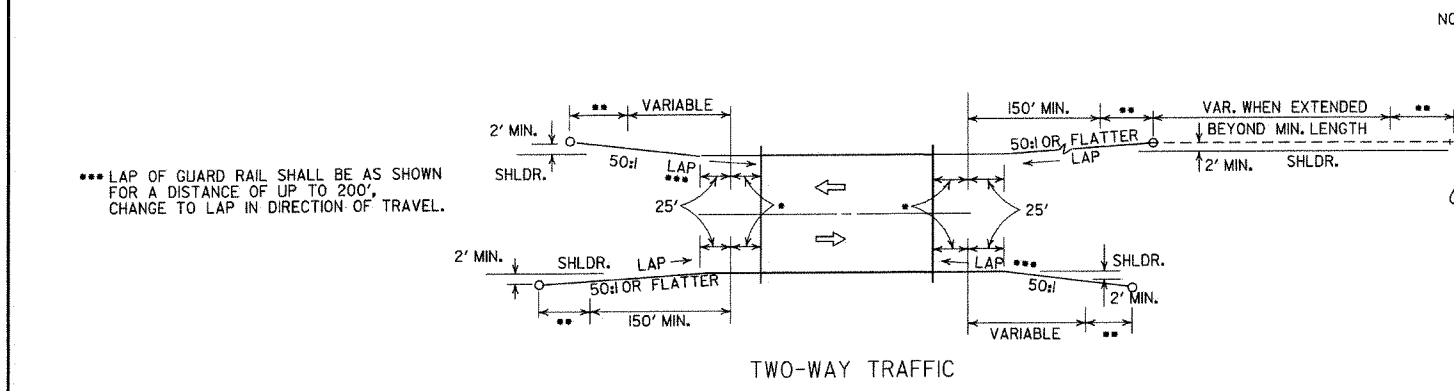 NO
150' MIN.
**
VAR. WHEN EXTENDED
**
**
VARIABLE
BEYOND MIN. LENGTH
2' MIN.
50:1 OR FLATTER
50:1
LAP
LAP
2' MIN.
SHLDR.
SHLDR.
***
*** LAP OF GUARD RAIL SHALL BE AS SHOWN
FOR A DISTANCE OF UP TO 200',
CHANGE TO LAP IN DIRECTION OF TRAVEL.
25'
*
*
25'
2' MIN.
SHLDR.
LAP
LAP ***
SHLDR.
50:1 OR FLATTER
50:1
2' MIN.
**
150' MIN.
VARIABLE
**
TWO-WAY TRAFFIC